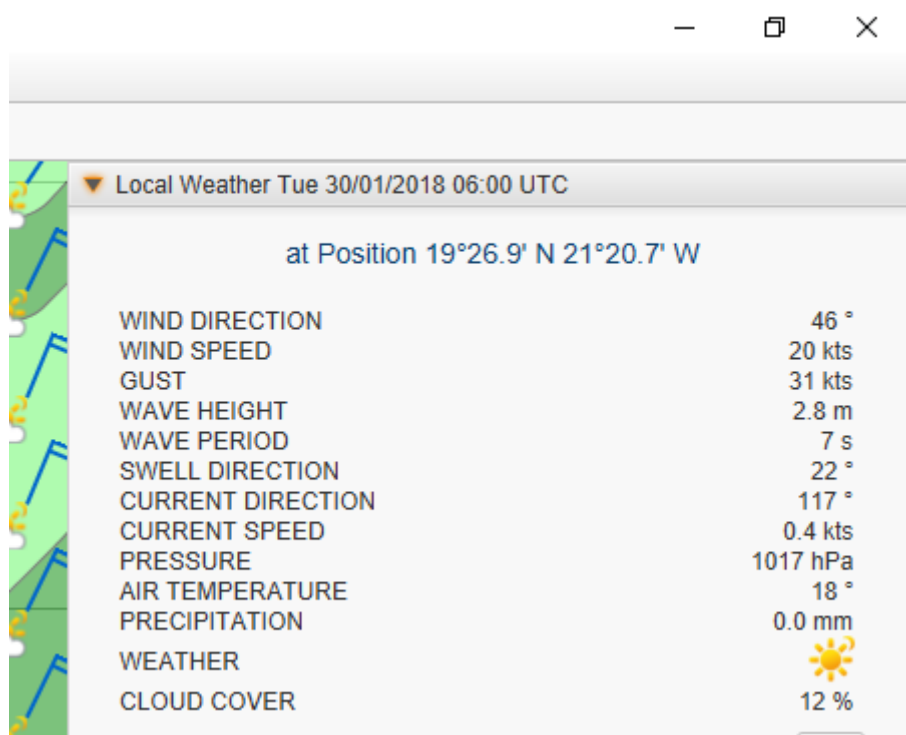 Local Weather Tue 30/01/2018 06:00 UTC
at Position 19°26.9' N 21°20.7' W
WIND DIRECTION 46 °
WIND SPEED 20 kts
GUST 31 kts
WAVE HEIGHT 2.8 m
WAVE PERIOD 7 s
SWELL DIRECTION 22 °
CURRENT DIRECTION 117 °
CURRENT SPEED 0.4 kts
PRESSURE 1017 hPa
AIR TEMPERATURE 18 °
PRECIPITATION 0.0 mm
WEATHER
CLOUD COVER 12 %